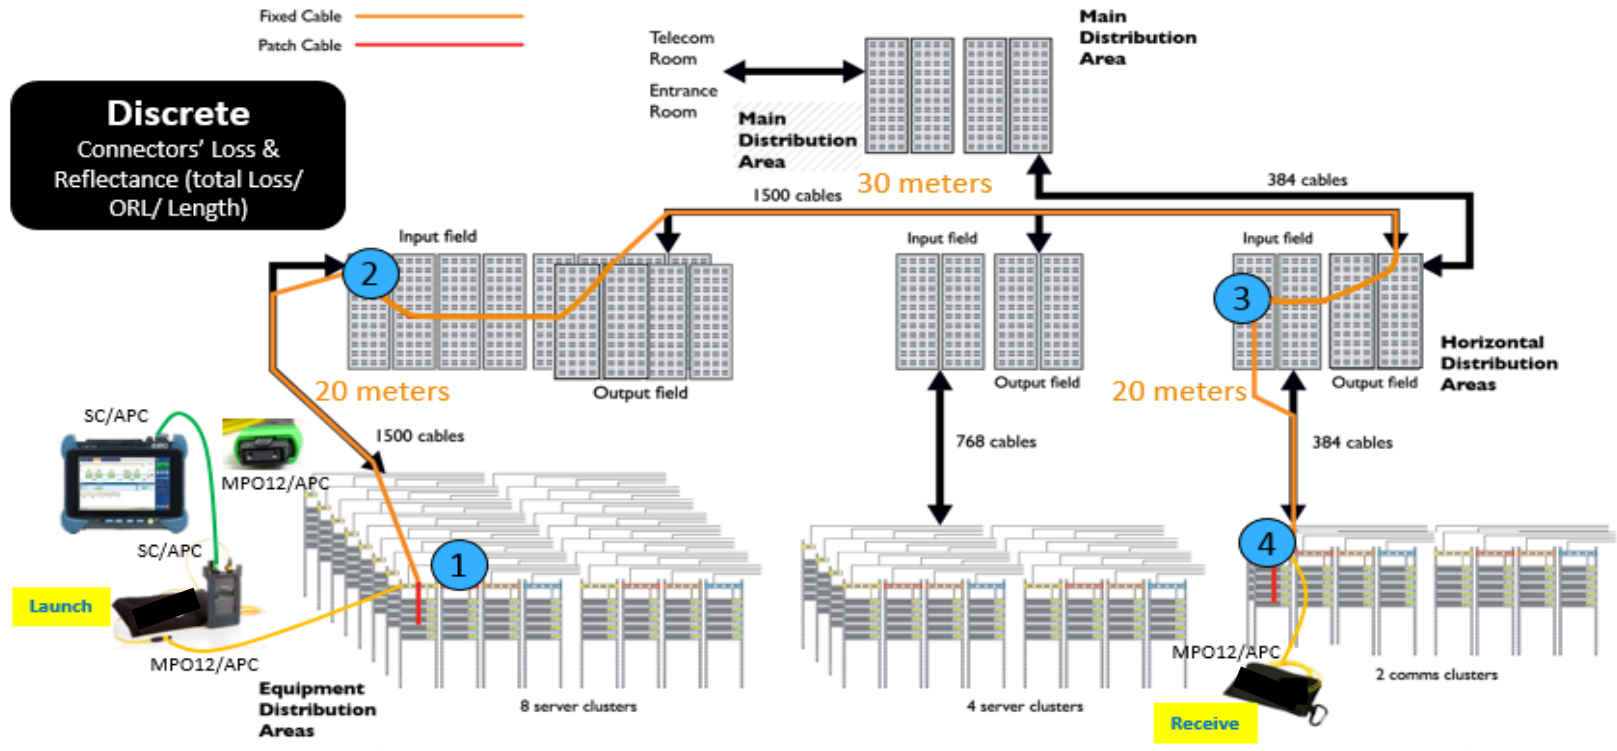 Fixed Cable
Patch Cable
Discrete
Connectors' Loss &
Reflectance (total Loss/
ORL/ Length)
Telecom
Room
Entrance
Room
Main
Distribution
Area
Main
Distribution
Area
30 meters
1500 cables
384 cables
Input field
Input field
Input field
2
3
Output field
Output field
Output field
Horizontal
Distribution
Areas
20 meters
20 meters
1500 cables
768 cables
384 cables
SC/APC
MPO12/APC
SC/APC
1
4
Launch
MPO12/APC
MPO12/APC
Equipment
Distribution
Areas
8 server clusters
4 server clusters
2 comms clusters
Receive